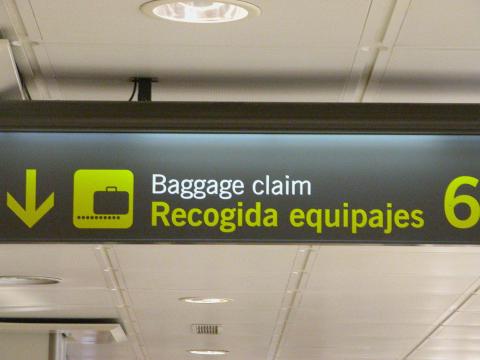 Baggage claim
Recogida equipajes
6